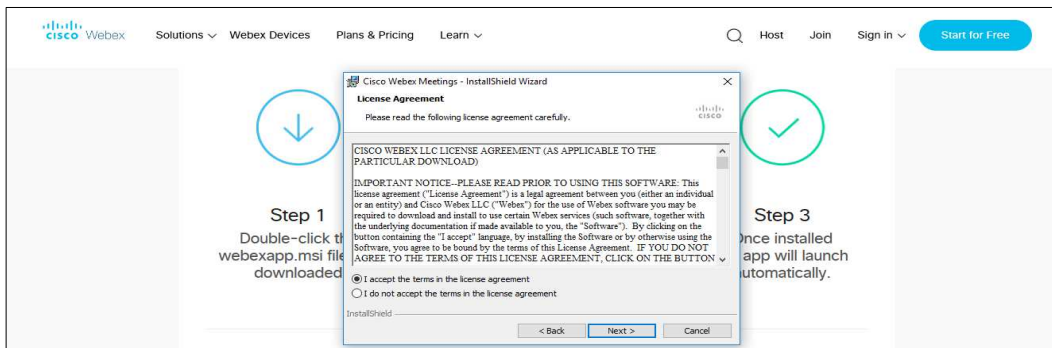 cisco Webex
Solutions Webex Devices Plans & Pricing Learn Host Join Sign in Start for Free
Cisco Webex Meetings - InstallShield Wizard
License Agreement
Please read the following license agreement carefully.
cisco
CISCO WEBEX LLC LICENSE AGREEMENT (AS APPLICABLE TO THE
PARTICULAR DOWNLOAD)
IMPORTANT NOTICE--PLEASE READ PRIOR TO USING THIS SOFTWARE: This
license agreement ("License Agreement") is a legal agreement between you (either an individual
or an entity) and Cisco Webex LLC ("Webex") for the use of Webex software you may be
required to download and install to use certain Webex services (such software, together with
the underlying documentation if made available to you, the "Software"). By clicking on the
button containing the "I accept" language, by installing the Software or by otherwise using the
Software, you agree to be bound by the terms of this License Agreement. IF YOU DO NOT
AGREE TO THE TERMS OF THIS LICENSE AGREEMENT, CLICK ON THE BUTTON
I accept the terms in the license agreement
I do not accept the terms in the license agreement
InstallShield
< Back Next > Cancel
Step 1
Double-click
webexapp.msi
downloaded
Step 3
installed
app will launch